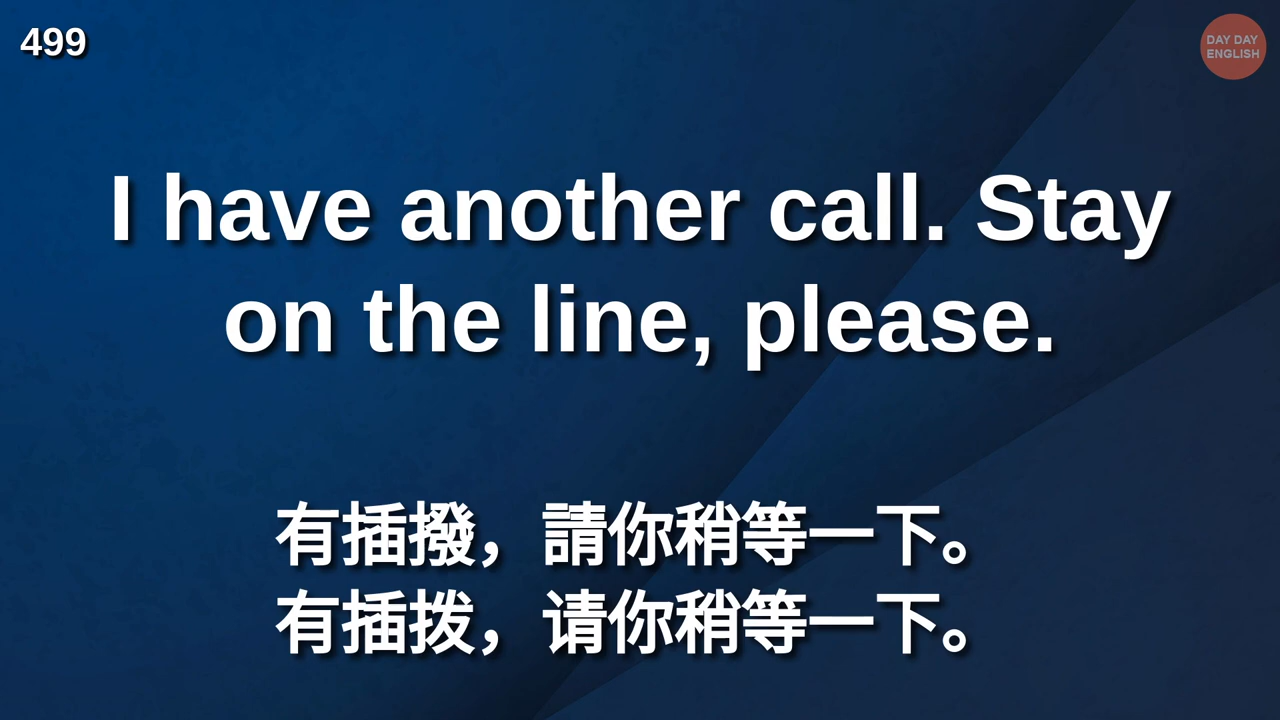 499
DAY DAY
ENGLISH
I have another call. Stay
on the line, please.
有插撥，請你稍等一下。
有插拨，请你稍等一下。